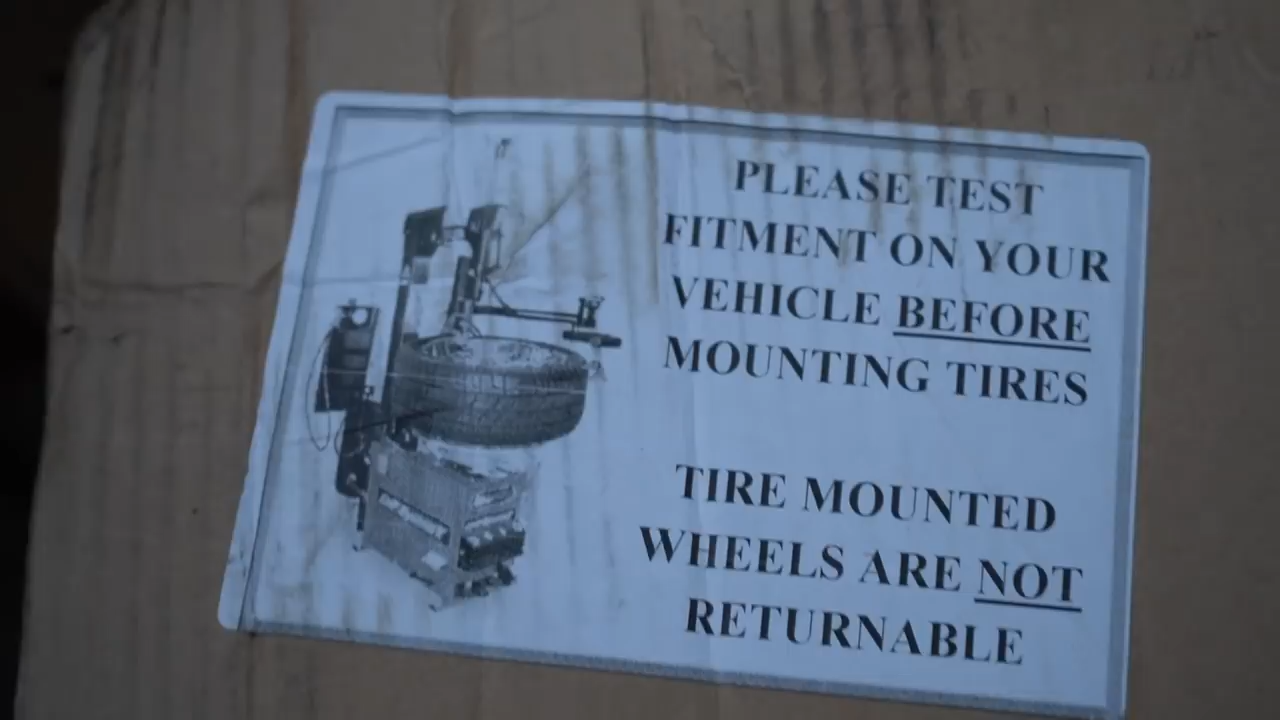 PLEASE TEST
FITMENT ON YOUR
VEHICLE BEFORE
MOUNTING TIRES
TIRE MOUNTED
WHEELS ARE NOT
RETURNABLE